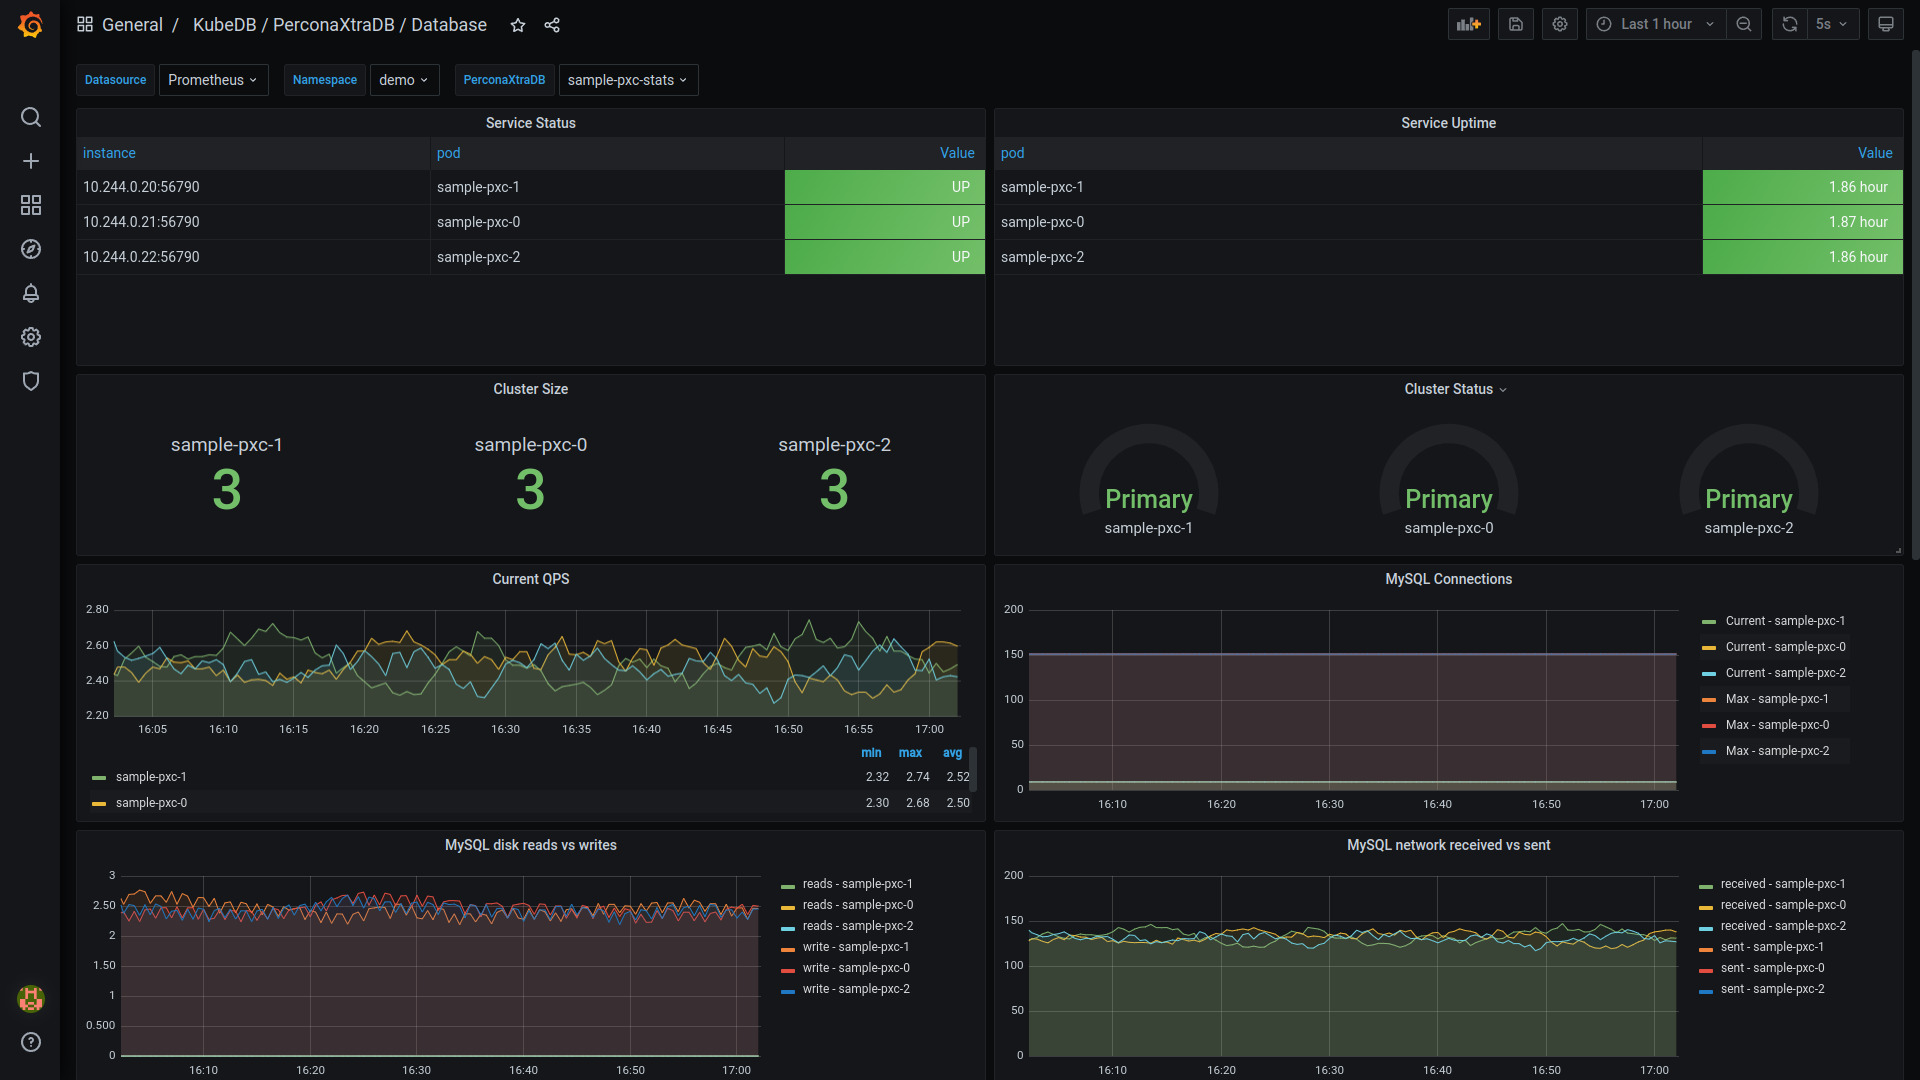 General / KubeDB / PerconaXtraDB / Database
Last 1 hour
5s
Datasource Prometheus Namespace demo PerconaXtraDB sample-pxc-stats
Service Status
instance pod Value
10.244.0.20:56790 sample-pxc-1 UP
10.244.0.21:56790 sample-pxc-0 UP
10.244.0.22:56790 sample-pxc-2 UP
Service Uptime
pod Value
sample-pxc-1 1.86 hour
sample-pxc-0 1.87 hour
sample-pxc-2 1.86 hour
Cluster Size
sample-pxc-1 sample-pxc-0 sample-pxc-2
3 3 3
Cluster Status
Primary Primary Primary
sample-pxc-1 sample-pxc-0 sample-pxc-2
Current QPS
2.80
2.60
2.40
2.20
16:05 16:10 16:15 16:20 16:25 16:30 16:35 16:40 16:45 16:50 16:55 17:00
min max avg
sample-pxc-1 2.32 2.74 2.52
sample-pxc-0 2.30 2.68 2.50
MySQL Connections
200
150
100
50
0
16:10 16:20 16:30 16:40 16:50 17:00
Current - sample-pxc-1
Current - sample-pxc-0
Current - sample-pxc-2
Max - sample-pxc-1
Max - sample-pxc-0
Max - sample-pxc-2
MySQL disk reads vs writes
3
2.50
2
1.50
1
0.500
0
16:10 16:20 16:30 16:40 16:50 17:00
reads - sample-pxc-1
reads - sample-pxc-0
reads - sample-pxc-2
write - sample-pxc-1
write - sample-pxc-0
write - sample-pxc-2
MySQL network received vs sent
200
150
100
50
0
16:10 16:20 16:30 16:40 16:50 17:00
received - sample-pxc-1
received - sample-pxc-0
received - sample-pxc-2
sent - sample-pxc-1
sent - sample-pxc-0
sent - sample-pxc-2